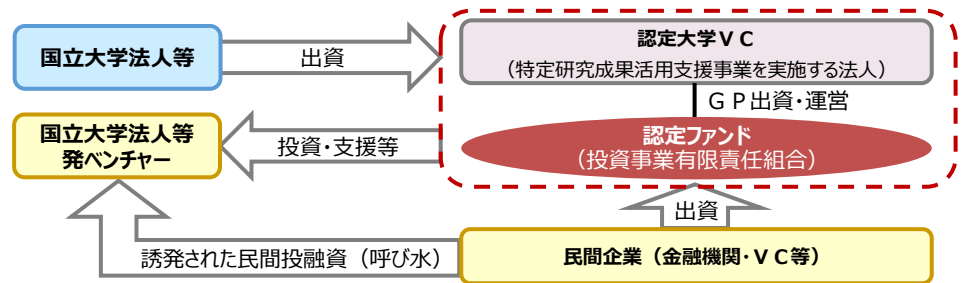 国立大学法人等
出資
認定大学ＶＣ
（特定研究成果活用支援事業を実施する法人）
ＧＰ出資・運営
国立大学法人等
発ベンチャー
投資・支援等
認定ファンド
（投資事業有限責任組合）
出資
誘発された民間投融資（呼び水）
民間企業（金融機関・ＶＣ等）